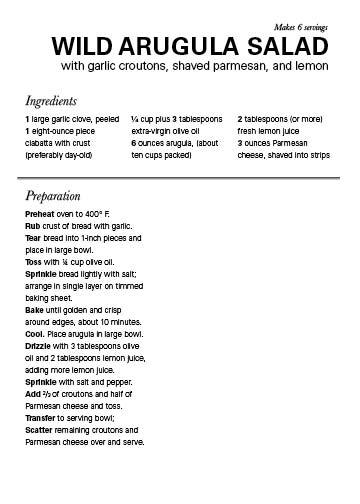 Makes 6 servings
WILD ARUGULA SALAD
with garlic croutons, shaved parmesan, and lemon
Ingredients
1 large garlic clove, peeled
1 eight-ounce piece
ciabatta with crust
(preferably day-old)
¼ cup plus 3 tablespoons
extra-virgin olive oil
6 ounces arugula, (about
ten cups packed)
2 tablespoons (or more)
fresh lemon juice
3 ounces Parmesan
cheese, shaved into strips
Preparation
Preheat oven to 400° F.
Rub crust of bread with garlic.
Tear bread into 1-inch pieces and
place in large bowl.
Toss with ¼ cup olive oil.
Sprinkle bread lightly with salt;
arrange in single layer on timmed
baking sheet.
Bake until golden and crisp
around edges, about 10 minutes.
Cool. Place arugula in large bowl.
Drizzle with 3 tablespoons olive
oil and 2 tablespoons lemon juice,
adding more lemon juice.
Sprinkle with salt and pepper.
Add 2/3 of croutons and half of
Parmesan cheese and toss.
Transfer to serving bowl;
Scatter remaining croutons and
Parmesan cheese over and serve.